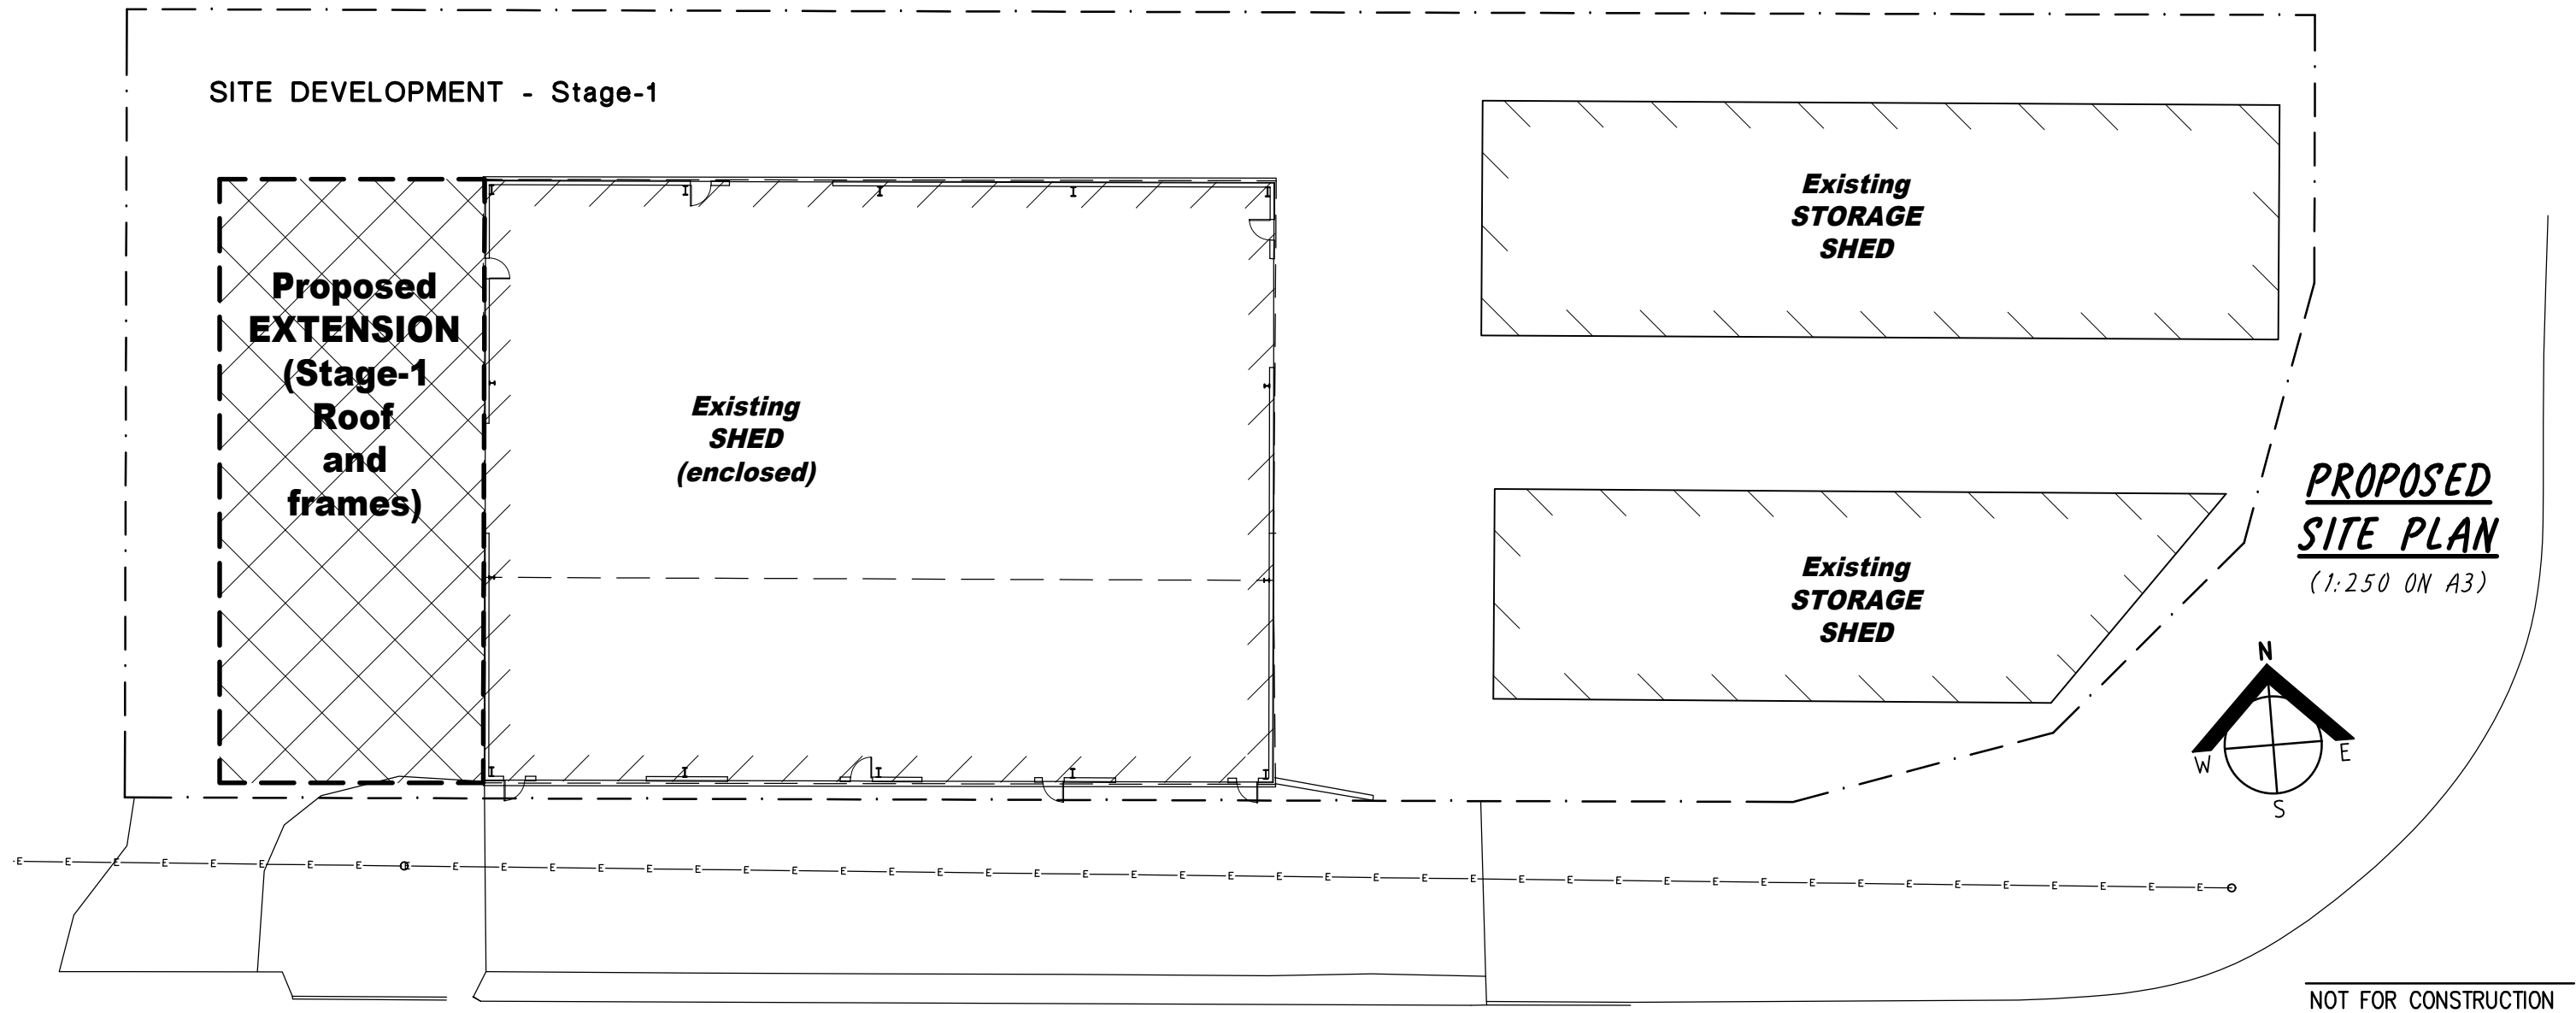 SITE DEVELOPMENT - Stage-1
Existing
STORAGE
SHED
Proposed
EXTENSION
(Stage-1
Roof
and
frames)
Existing
SHED
(enclosed)
PROPOSED
SITE PLAN
(1:250 ON A3)
Existing
STORAGE
SHED
N
W
E
S
E E E E E E E E E E E E E E E E E E E E E E E E E E E E E E E E E E E E E E E E E E E E E E
NOT FOR CONSTRUCTION